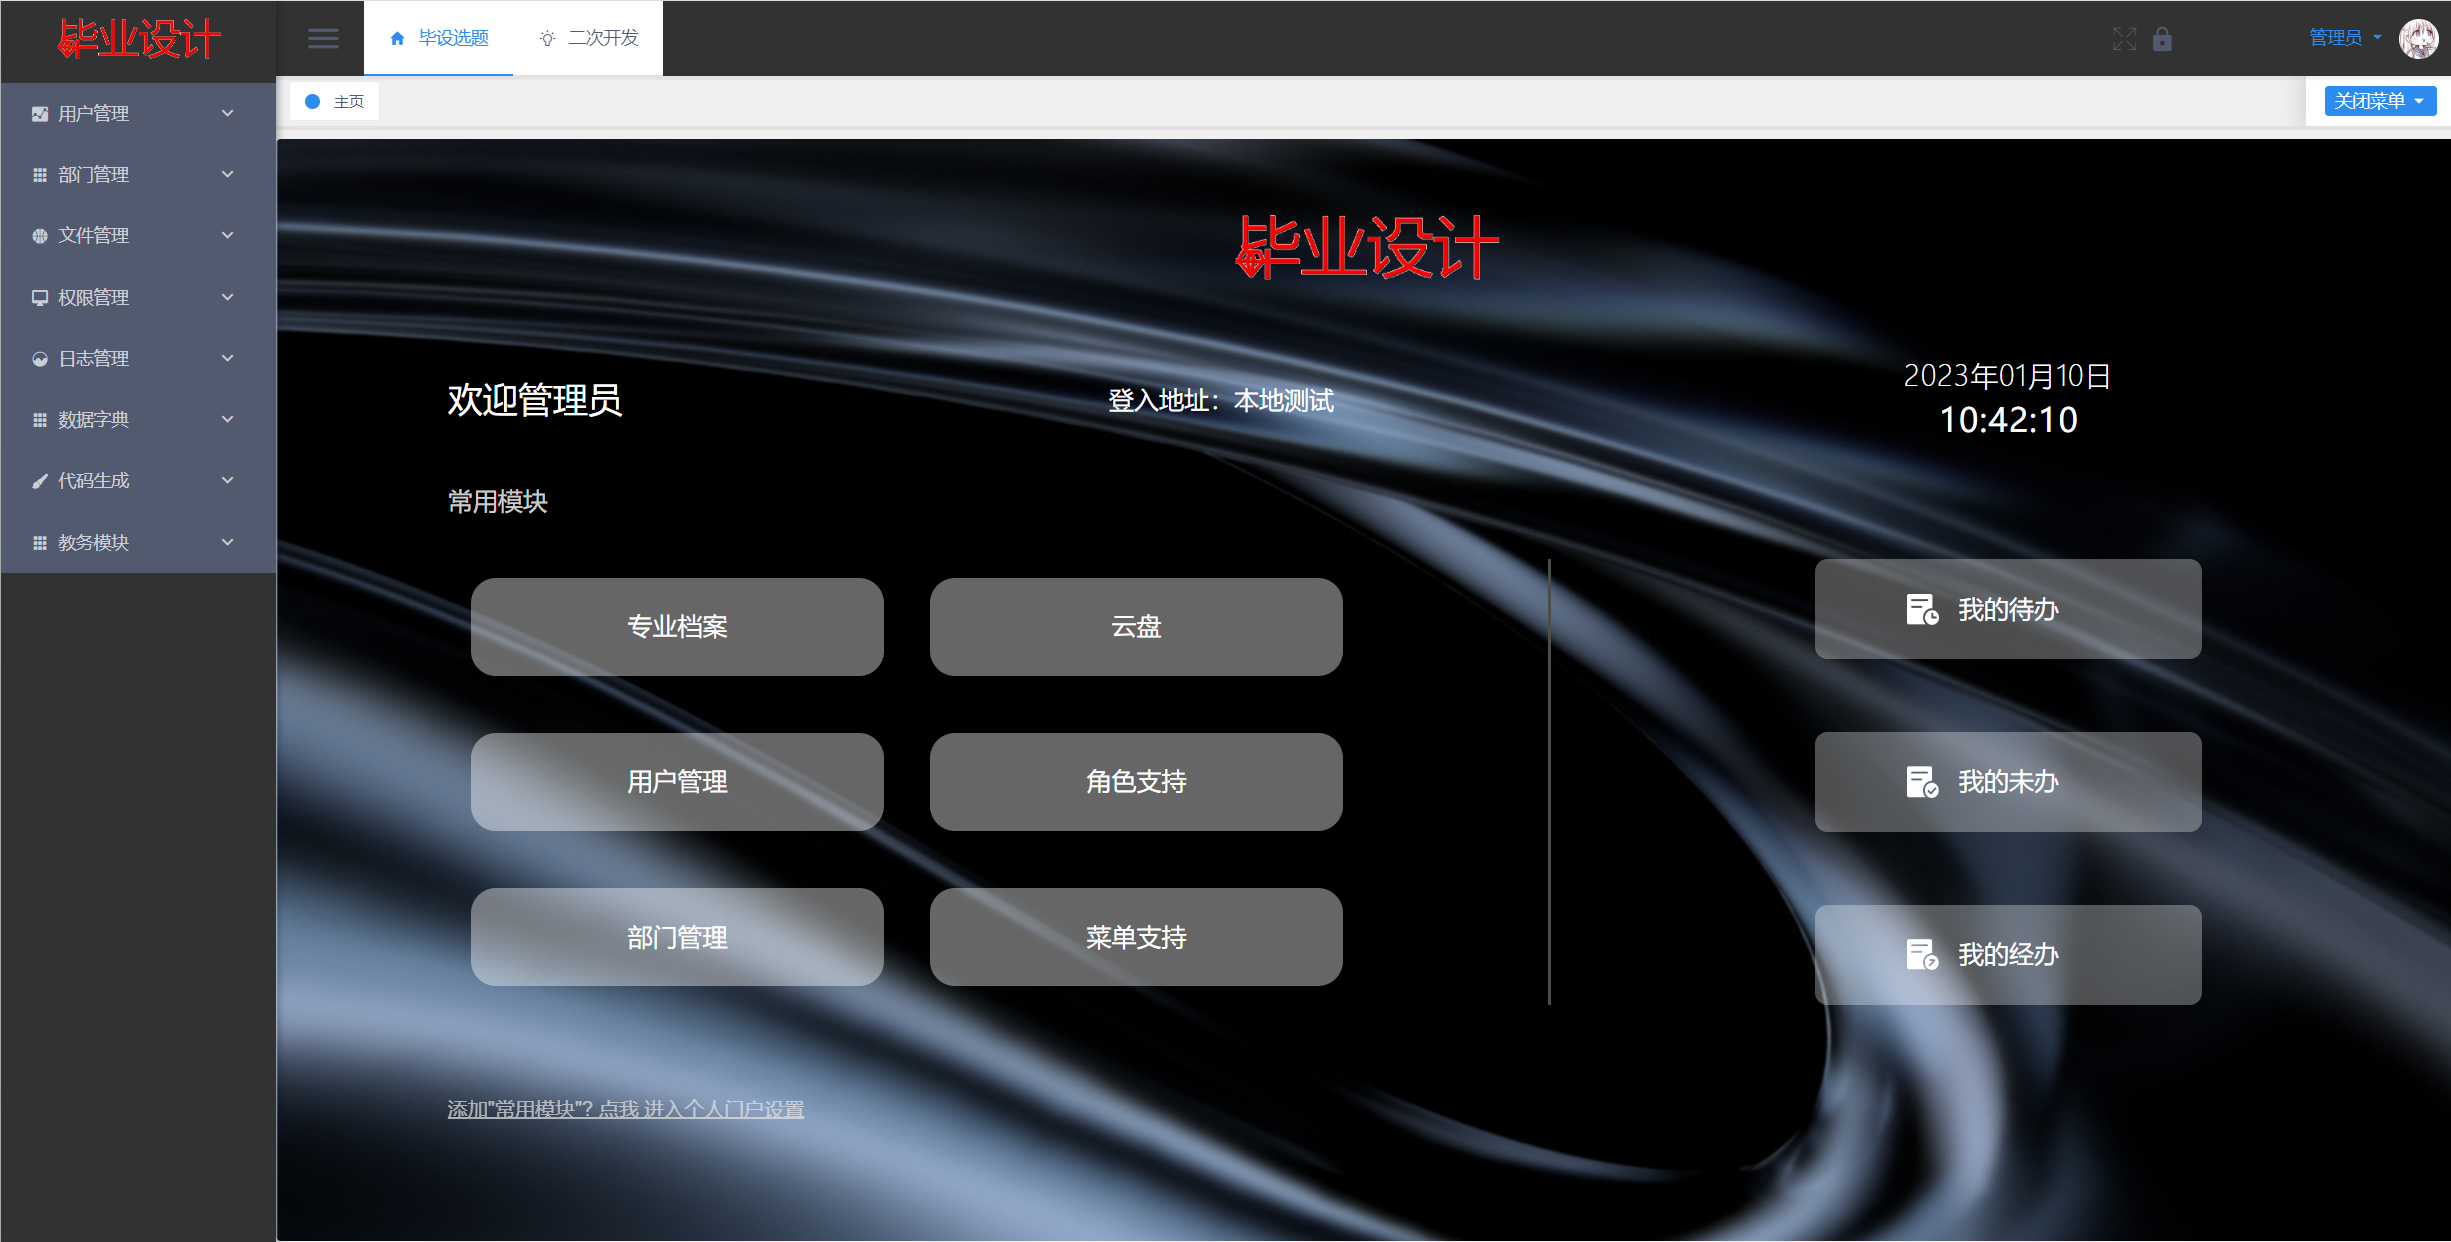 毕业设计
毕设选题
二次开发
管理员
用户管理
部门管理
文件管理
权限管理
日志管理
数据字典
代码生成
教务模块
主页
关闭菜单
毕业设计
欢迎管理员
登入地址：本地测试
2023年01月10日
10:42:10
常用模块
专业档案
云盘
用户管理
角色支持
部门管理
菜单支持
我的待办
我的未办
我的经办
添加"常用模块"? 点我 进入个人门户设置